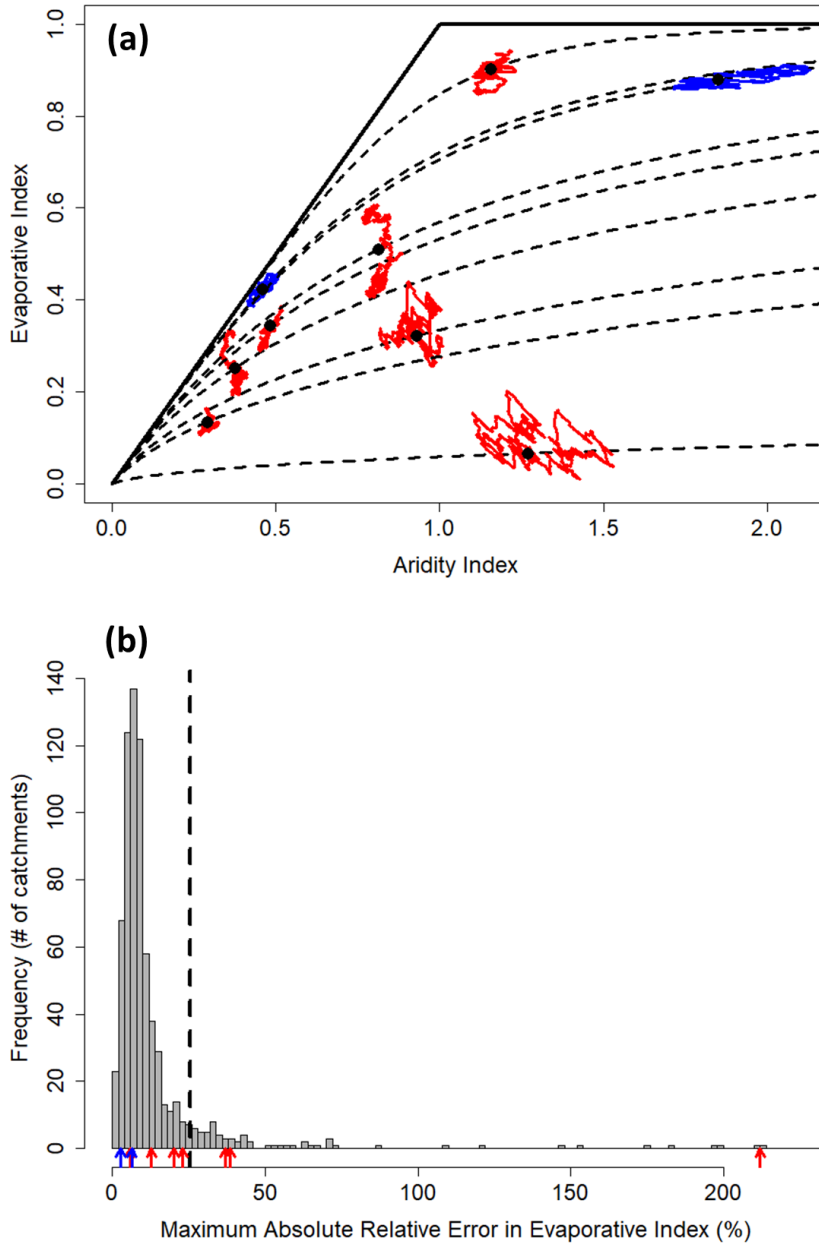 (a)
Evaporative Index
1.0
0.8
0.6
0.4
0.2
0.0
0.0 0.5 1.0 1.5 2.0
Aridity Index
(b)
Frequency (# of catchments)
140
120
100
80
60
40
20
0
0 50 100 150 200
Maximum Absolute Relative Error in Evaporative Index (%)